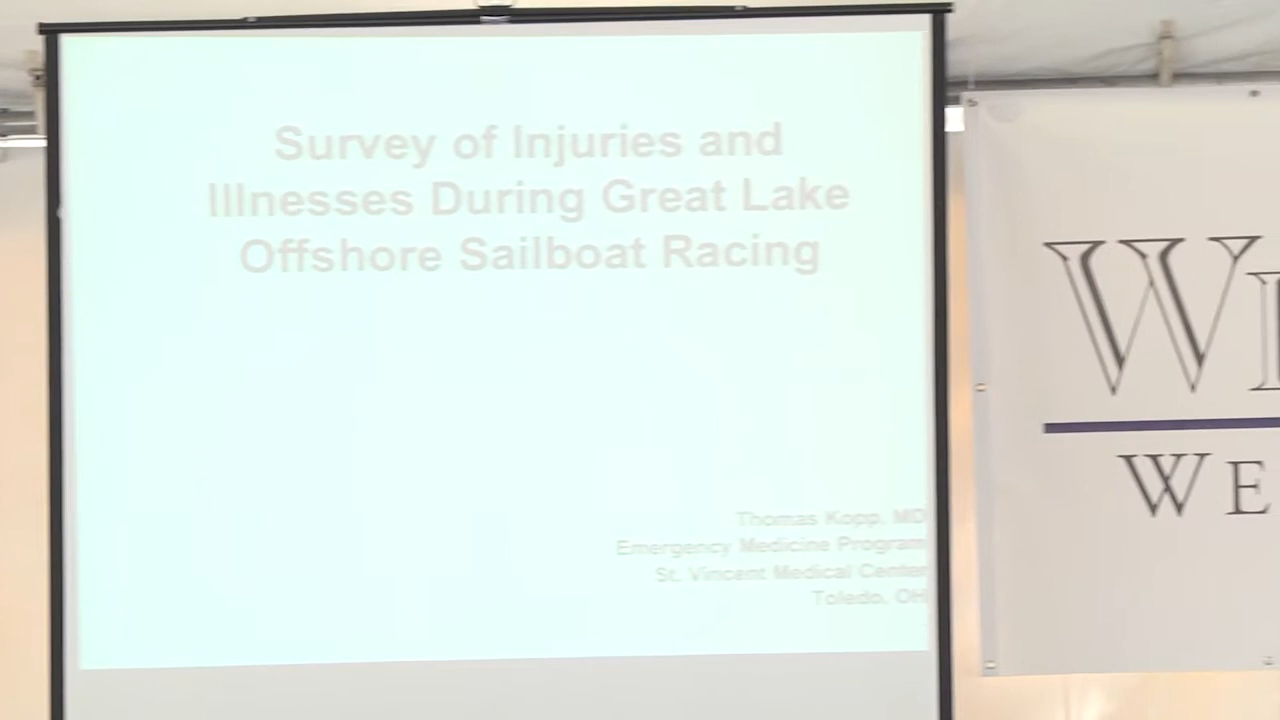 Survey of Injuries and
Illnesses During Great Lake
Offshore Sailboat Racing
Thomas Kopp, MD
Emergency Medicine Program
St. Vincent Medical Center
Toledo, OH
W
WE